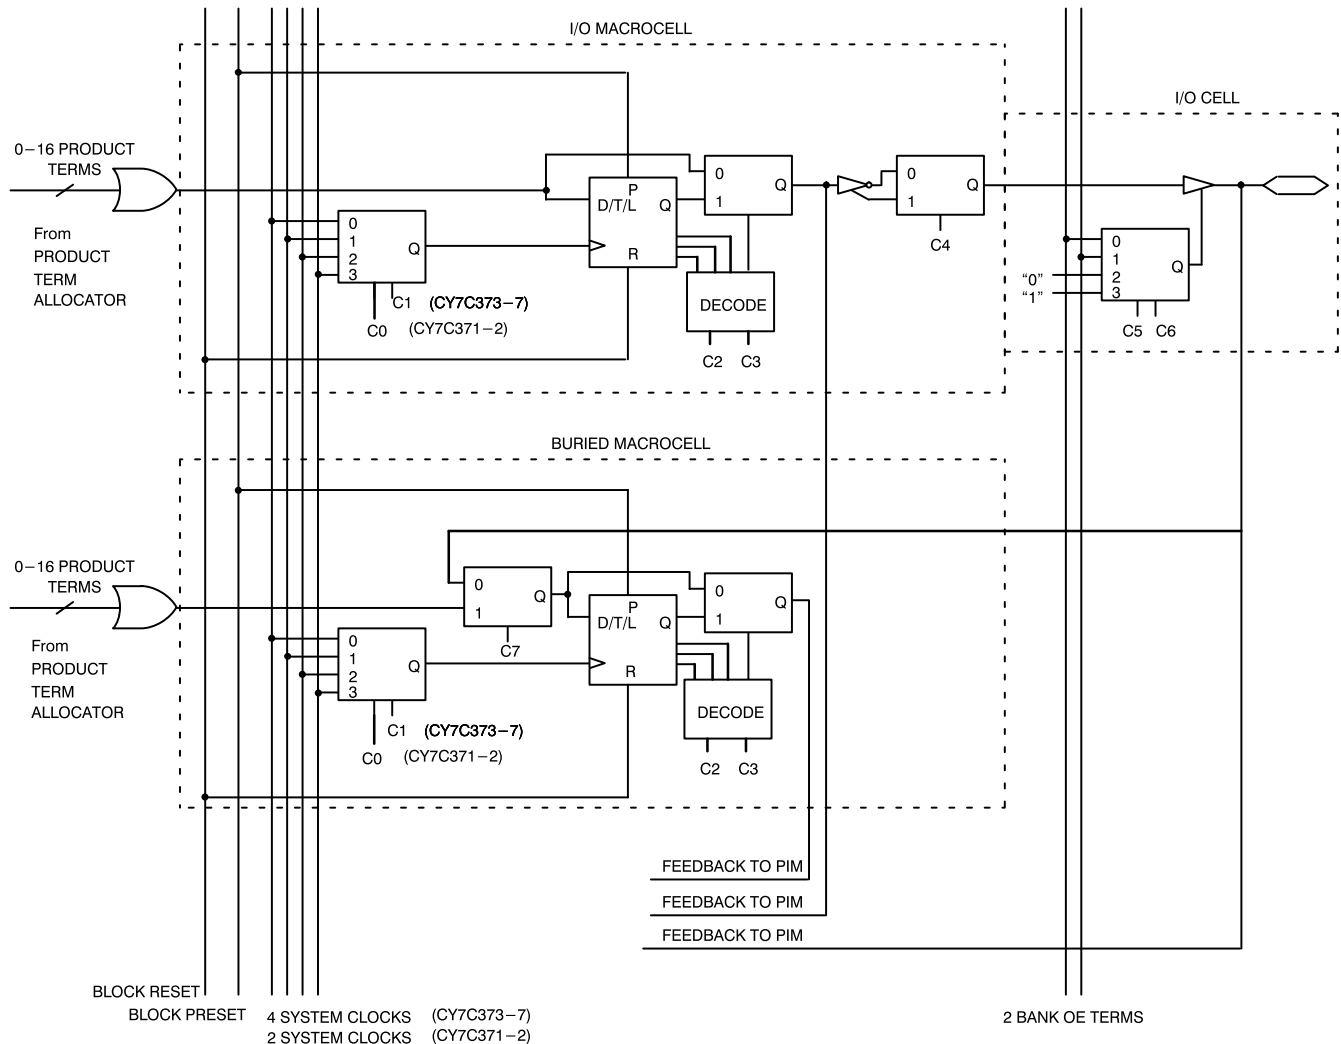 I/O MACROCELL
I/O CELL
0−16 PRODUCT
TERMS
From
PRODUCT
TERM
ALLOCATOR
0
1
2
3
Q
C1 (CY7C373−7)
C0 (CY7C371−2)
P
D/T/L Q
R
0
1
Q
DECODE
C2 C3
0
1
Q
C4
"0"
"1"
0
1
2
3
Q
C5 C6
BURIED MACROCELL
0−16 PRODUCT
TERMS
From
PRODUCT
TERM
ALLOCATOR
0
1
2
3
Q
C1 (CY7C373−7)
C0 (CY7C371−2)
0
1
Q
C7
P
D/T/L Q
R
0
1
Q
DECODE
C2 C3
FEEDBACK TO PIM
FEEDBACK TO PIM
FEEDBACK TO PIM
BLOCK RESET
BLOCK PRESET
4 SYSTEM CLOCKS (CY7C373−7)
2 SYSTEM CLOCKS (CY7C371−2)
2 BANK OE TERMS